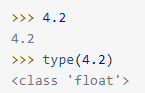 >>> 4.2
4.2
>>> type(4.2)
<class 'float'>